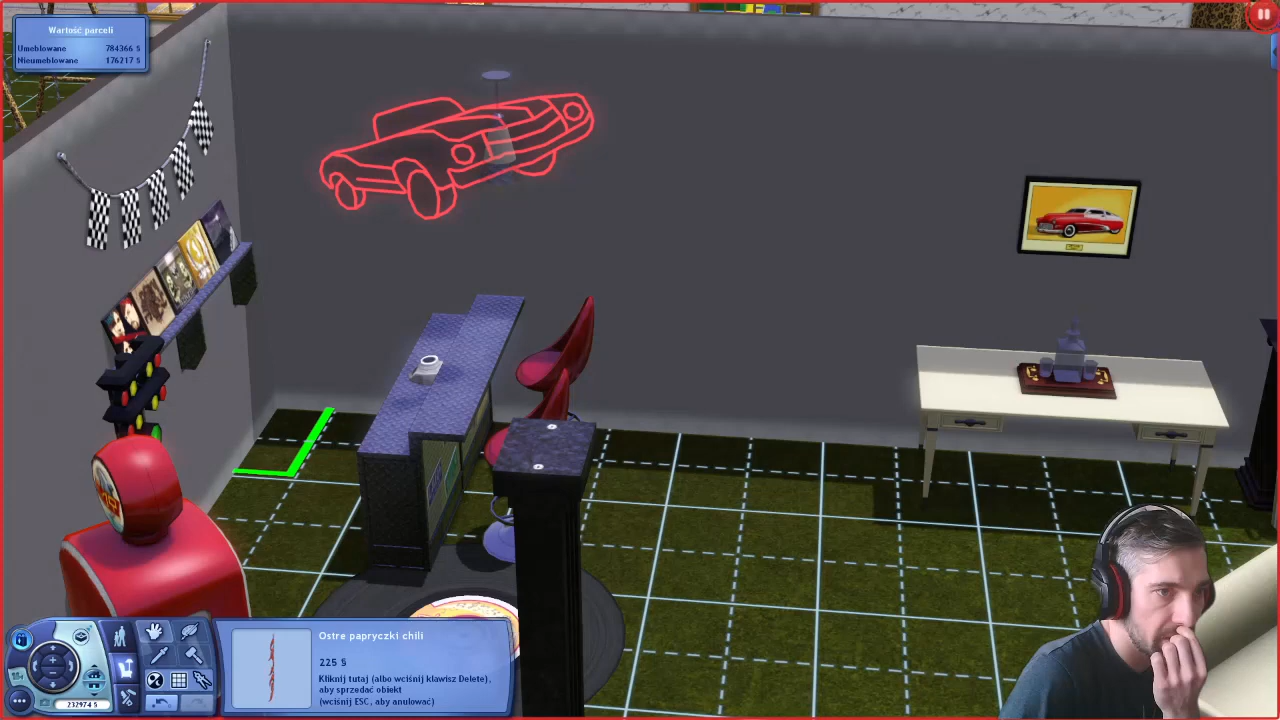 Wartość parceli
Umeblowane 784366 §
Nieumeblowane 176217 §
Ostre papryczki chili
225 §
Kliknij tutaj (albo wciśnij klawisz Delete),
aby sprzedać obiekt
(wciśnij ESC, aby anulować)
232974 §